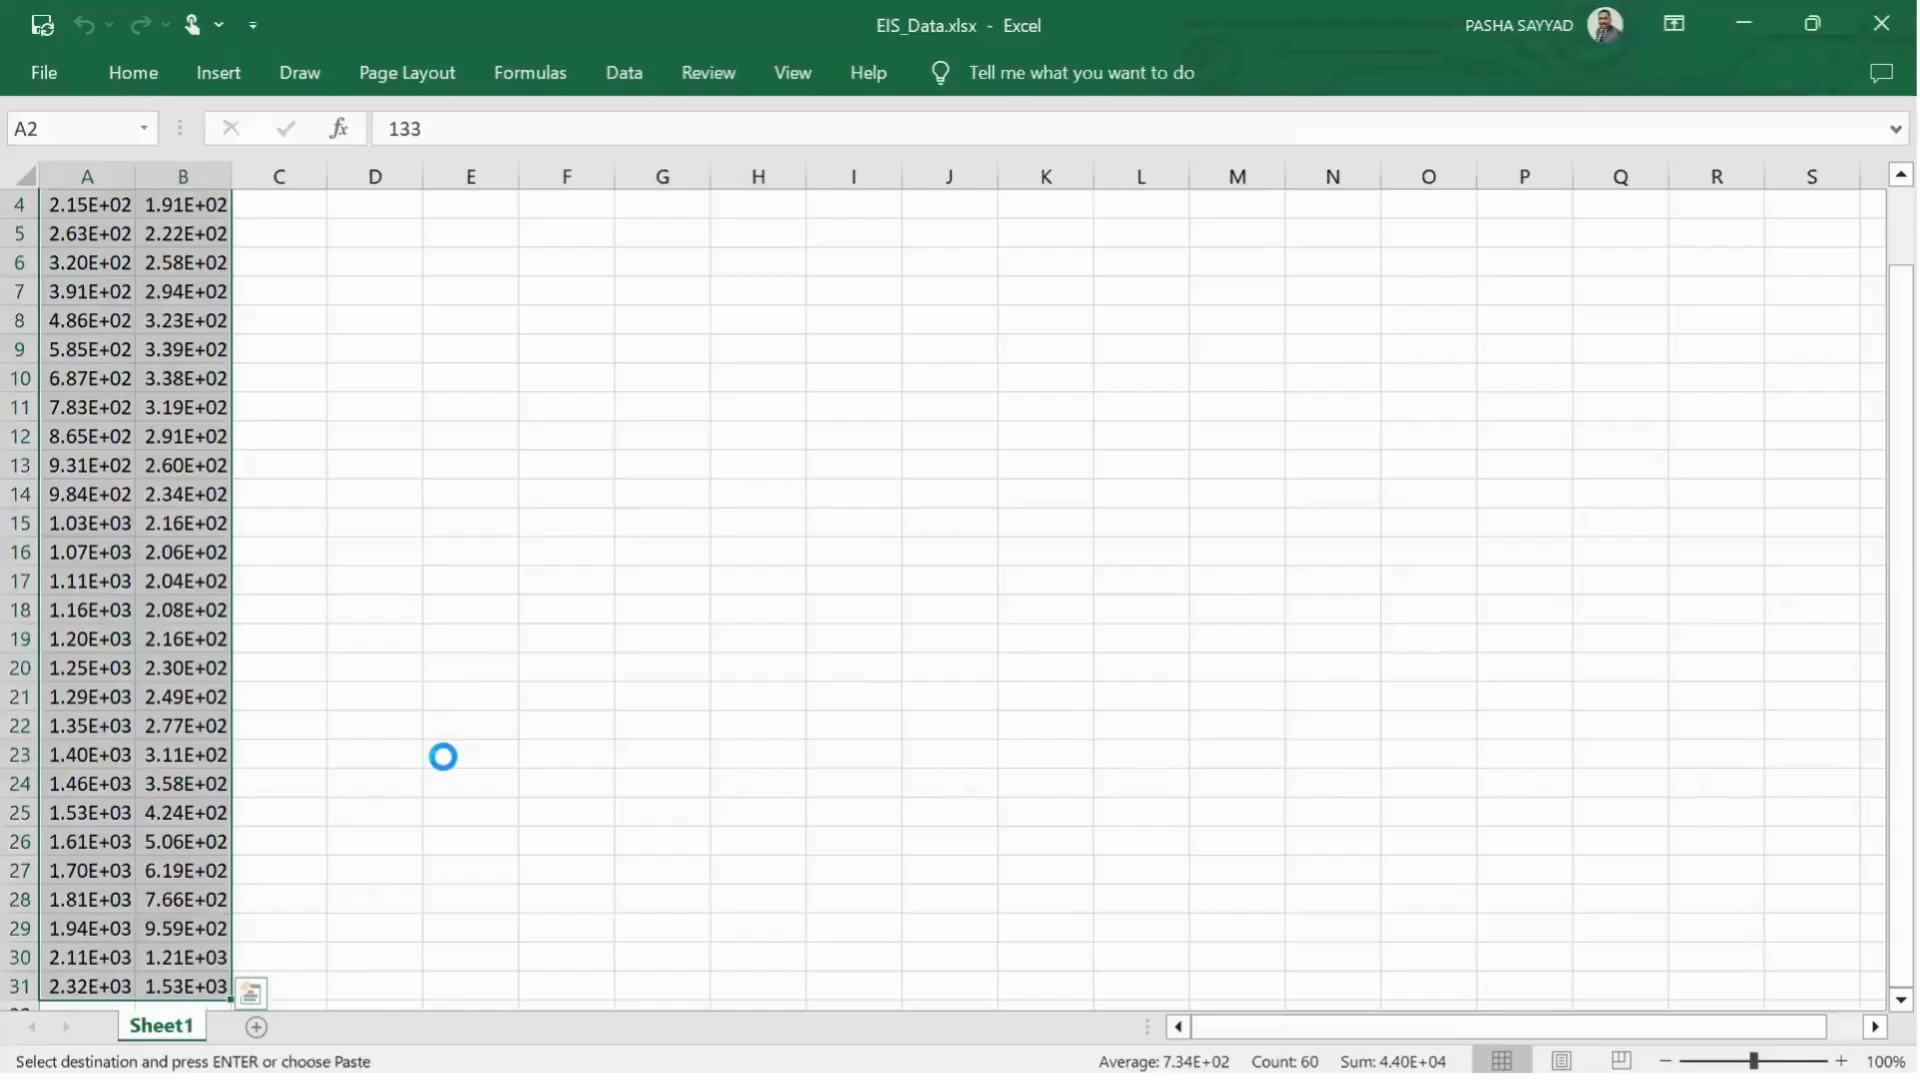 EIS_Data.xlsx - Excel
PASHA SAYYAD
File Home Insert Draw Page Layout Formulas Data Review View Help Tell me what you want to do
A2 fx 133
A B C D E F G H I J K L M N O P Q R S
4 2.15E+02 1.91E+02
5 2.63E+02 2.22E+02
6 3.20E+02 2.58E+02
7 3.91E+02 2.94E+02
8 4.86E+02 3.23E+02
9 5.85E+02 3.39E+02
10 6.87E+02 3.38E+02
11 7.83E+02 3.19E+02
12 8.65E+02 2.91E+02
13 9.31E+02 2.60E+02
14 9.84E+02 2.34E+02
15 1.03E+03 2.16E+02
16 1.07E+03 2.06E+02
17 1.11E+03 2.04E+02
18 1.16E+03 2.08E+02
19 1.20E+03 2.16E+02
20 1.25E+03 2.30E+02
21 1.29E+03 2.49E+02
22 1.35E+03 2.77E+02
23 1.40E+03 3.11E+02
24 1.46E+03 3.58E+02
25 1.53E+03 4.24E+02
26 1.61E+03 5.06E+02
27 1.70E+03 6.19E+02
28 1.81E+03 7.66E+02
29 1.94E+03 9.59E+02
30 2.11E+03 1.21E+03
31 2.32E+03 1.53E+03
Sheet1
Select destination and press ENTER or choose Paste Average: 7.34E+02 Count: 60 Sum: 4.40E+04 100%